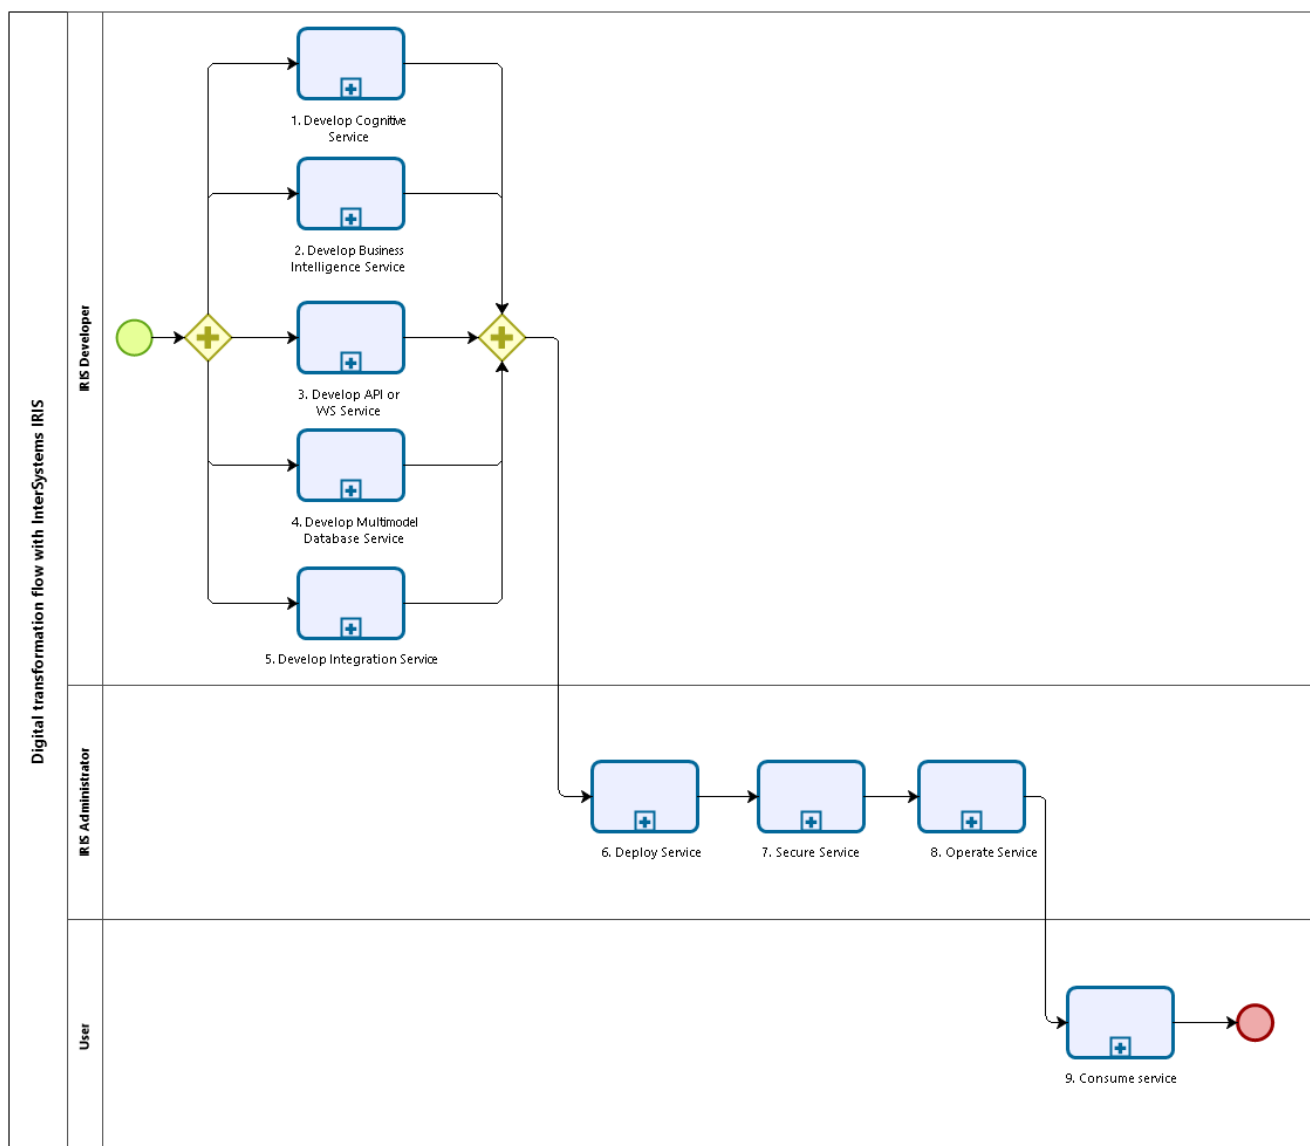 Digital transformation flow with InterSystems IRIS
IRIS Developer
1. Develop Cognitive
Service
2. Develop Business
Intelligence Service
3. Develop API or
WS Service
4. Develop Multimodel
Database Service
5. Develop Integration Service
IRIS Administrator
6. Deploy Service
7. Secure Service
8. Operate Service
User
9. Consume service